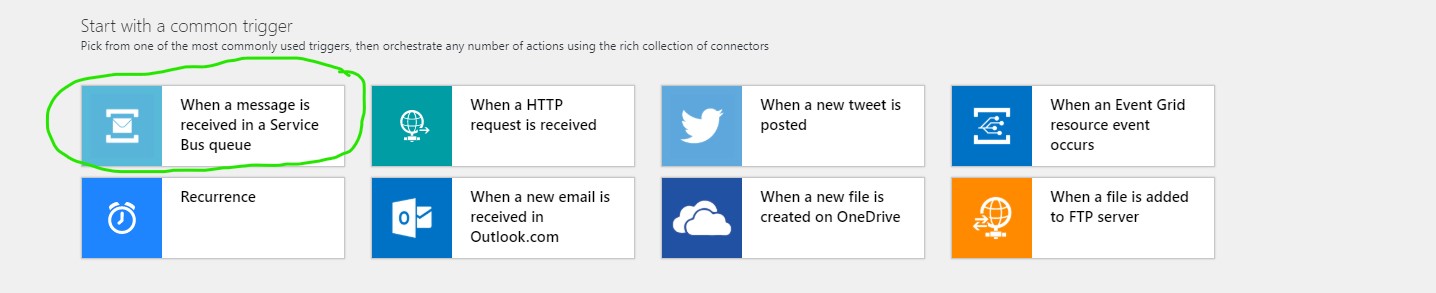 Start with a common trigger
Pick from one of the most commonly used triggers, then orchestrate any number of actions using the rich collection of connectors
When a message is
received in a Service
Bus queue
When a HTTP
request is received
When a new tweet is
posted
When an Event Grid
resource event
occurs
Recurrence
When a new email is
received in
Outlook.com
When a new file is
created on OneDrive
When a file is added
to FTP server